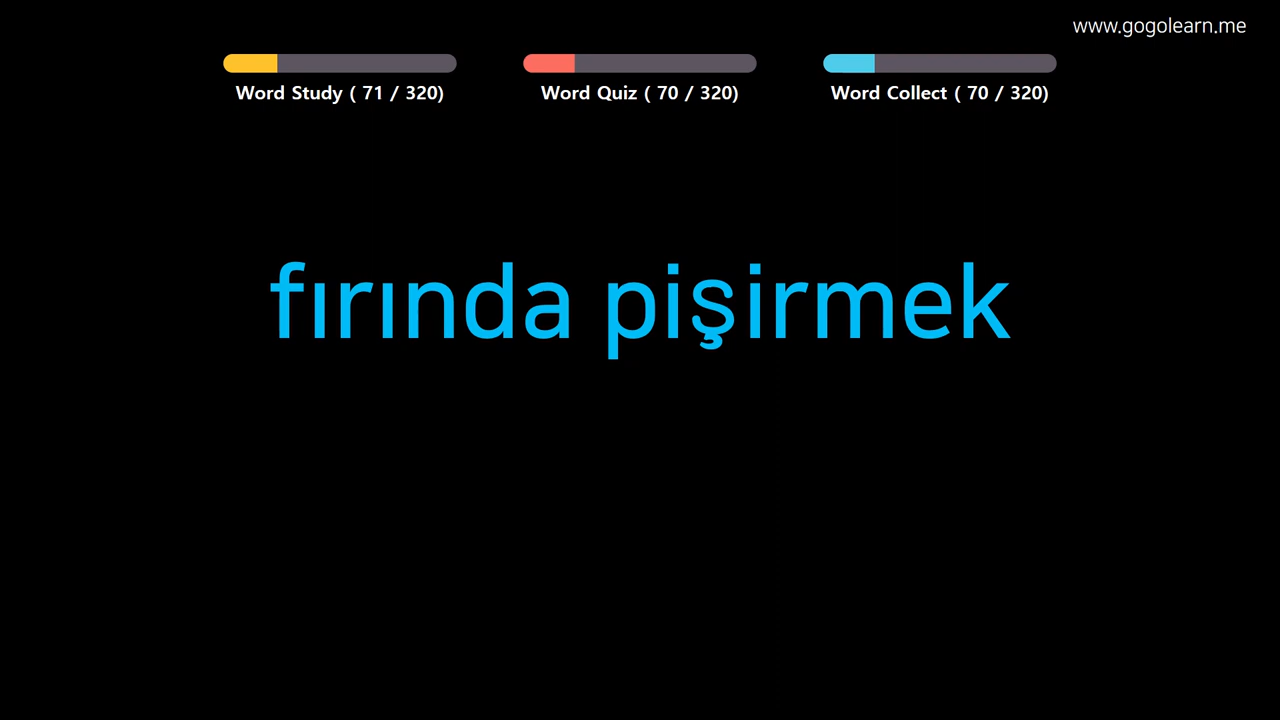 www.gogolearn.me
Word Study ( 71 / 320)
Word Quiz ( 70 / 320)
Word Collect ( 70 / 320)
fırında pişirmek